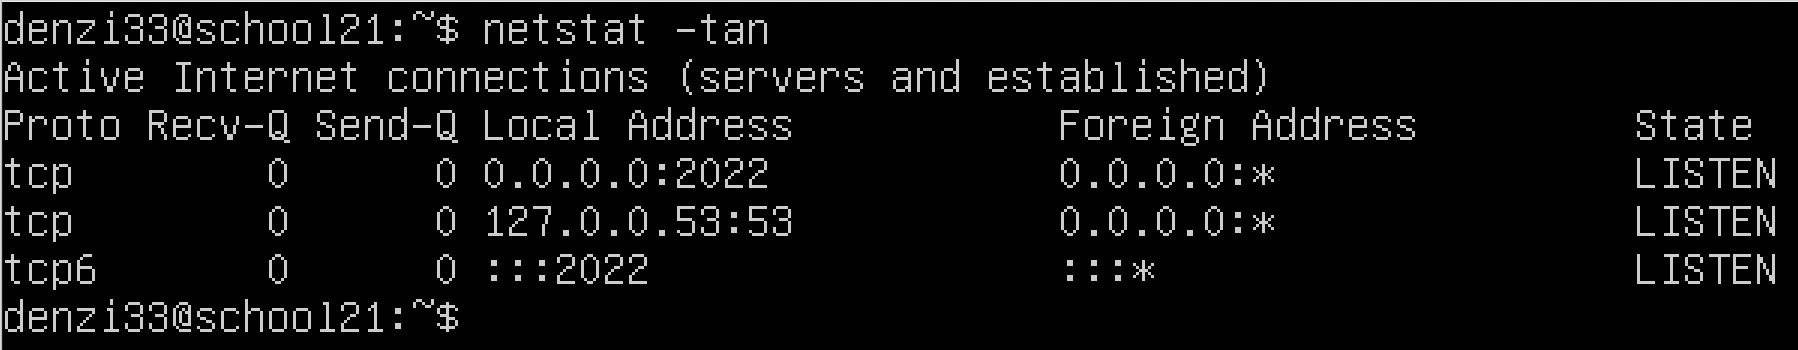 denzi33@school21:~$ netstat -tan
Active Internet connections (servers and established)
Proto Recv-Q Send-Q Local Address           Foreign Address         State
tcp        0      0 0.0.0.0:2022            0.0.0.0:*               LISTEN
tcp        0      0 127.0.0.53:53           0.0.0.0:*               LISTEN
tcp6       0      0 :::2022                 :::*                    LISTEN
denzi33@school21:~$